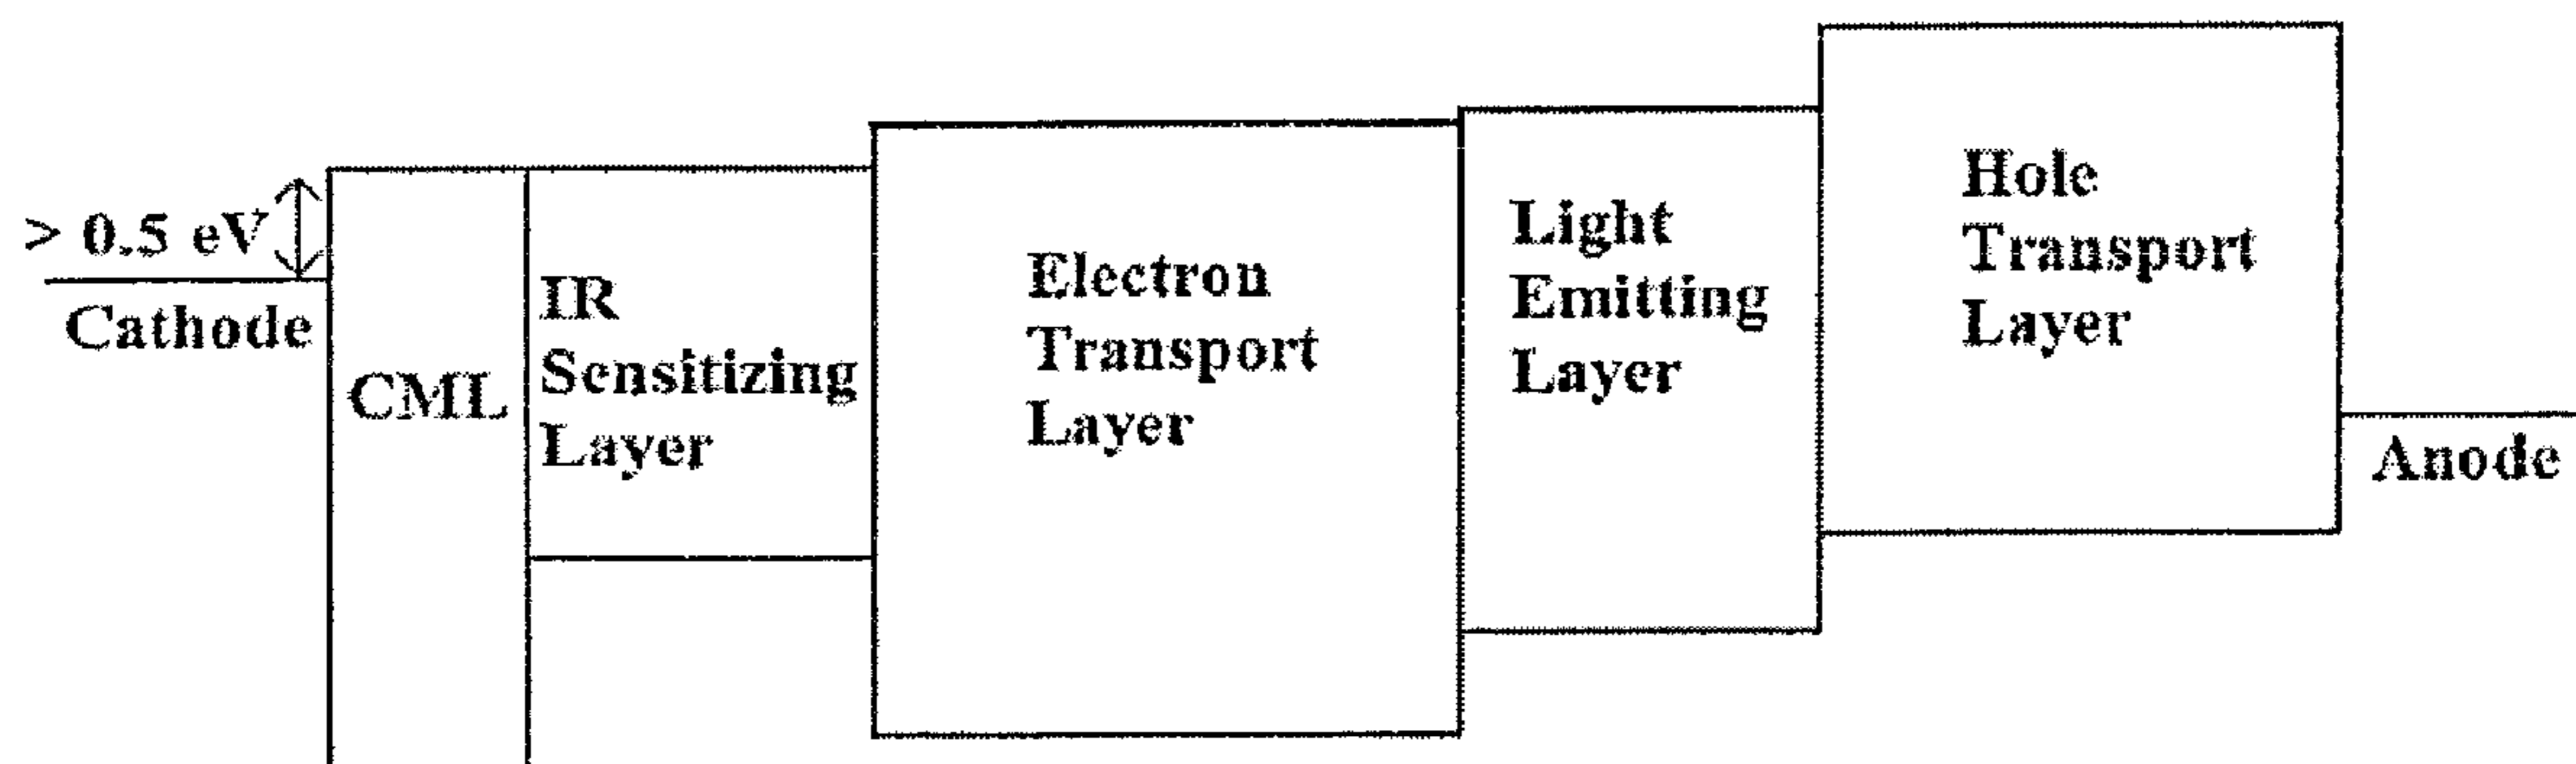 > 0.5 eV
Cathode
CML
IR
Sensitizing
Layer
Electron
Transport
Layer
Light
Emitting
Layer
Hole
Transport
Layer
Anode